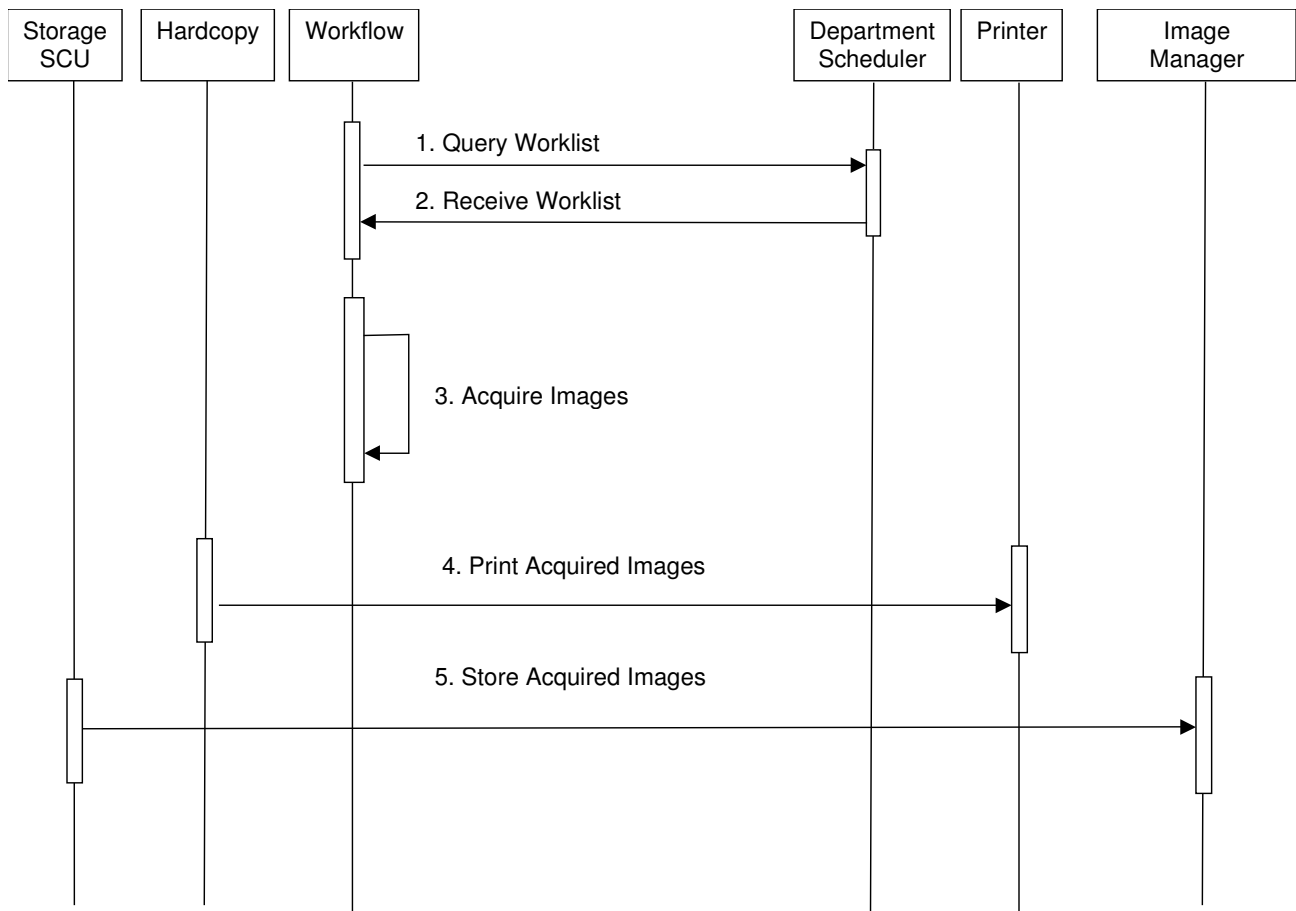 Storage
SCU
Hardcopy
Workflow
Department
Scheduler
Printer
Image
Manager
1. Query Worklist
2. Receive Worklist
3. Acquire Images
4. Print Acquired Images
5. Store Acquired Images